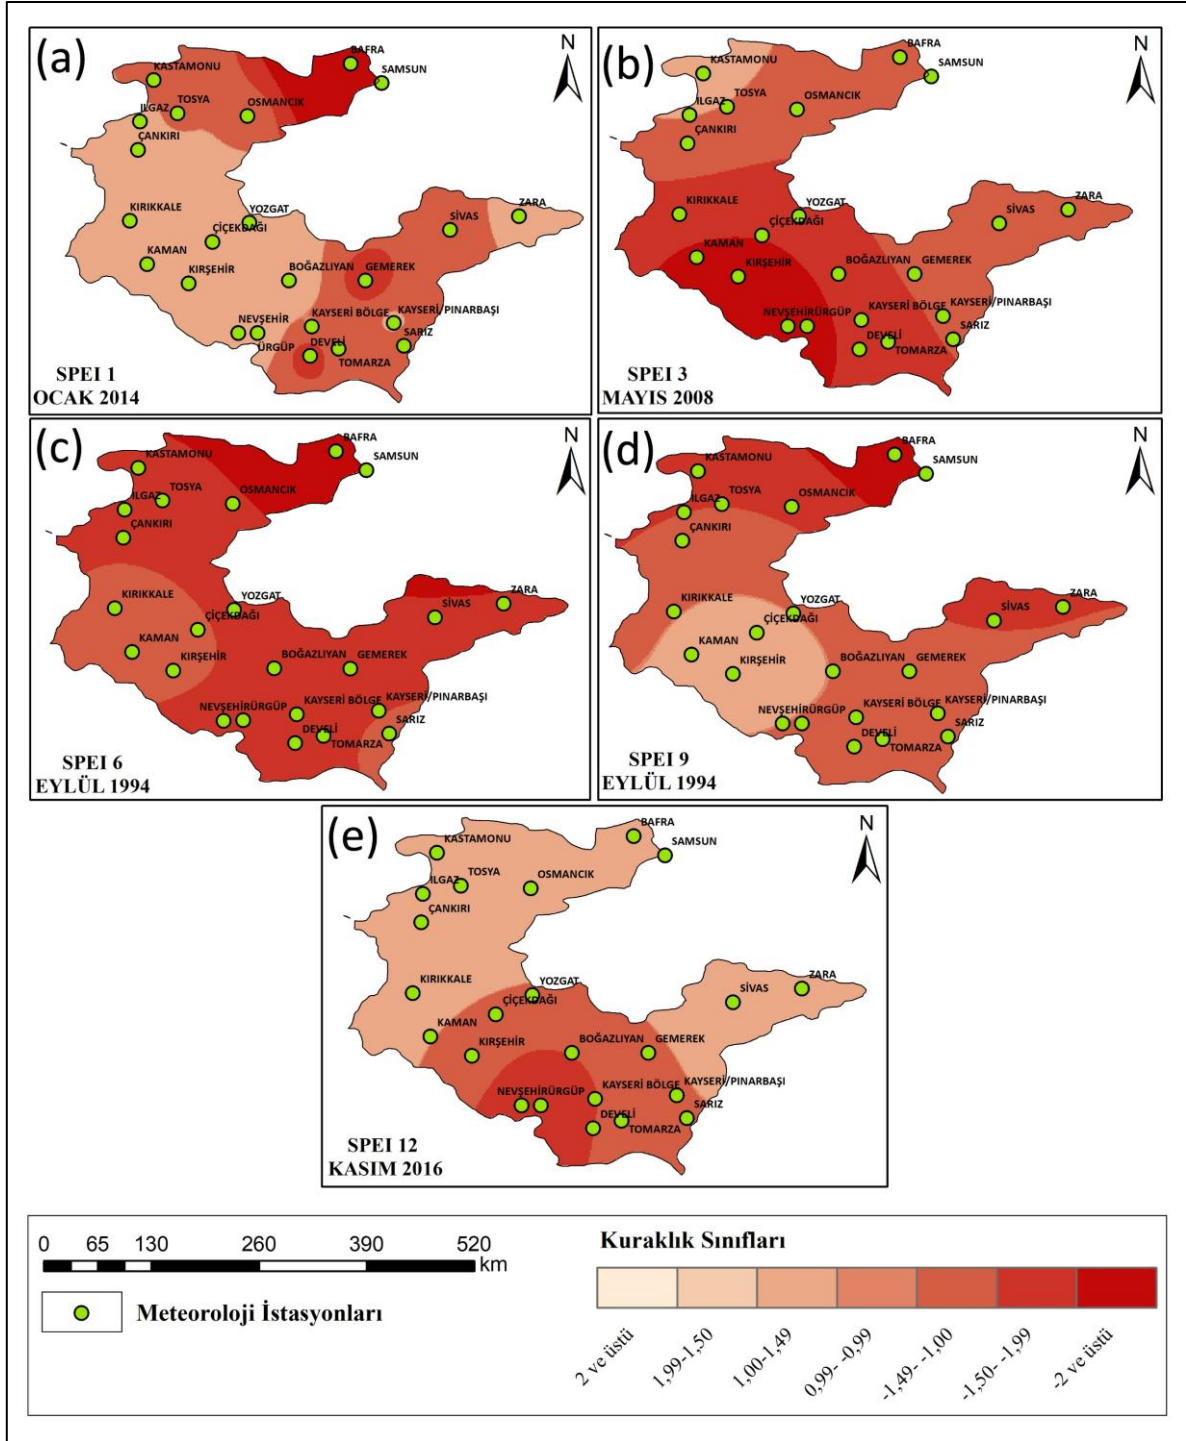 (a)
N
BAFRA
SAMSUN
KASTAMONU
TOSYA
OSMANCIK
ILGAZ
ÇANKIRI
KIRIKKALE
YOZGAT
ÇİÇEKDAĞI
SİVAS
ZARA
KAMAN
KIRŞEHİR
BOĞAZLIYAN
GEMEREK
NEVŞEHİR
KAYSERİ BÖLGE
KAYSERİ/PINARBAŞI
ÜRGÜP
DEVELİ
SARIZ
TOMARZA
SPEI 1
OCAK 2014
(b)
N
BAFRA
SAMSUN
KASTAMONU
TOSYA
OSMANCIK
ILGAZ
ÇANKIRI
KIRIKKALE
YOZGAT
ÇİÇEKDAĞI
SİVAS
ZARA
KAMAN
KIRŞEHİR
BOĞAZLIYAN
GEMEREK
NEVŞEHİRÜRGÜP
KAYSERİ BÖLGE
KAYSERİ/PINARBAŞI
DEVELİ
SARIZ
TOMARZA
SPEI 3
MAYIS 2008
(c)
N
BAFRA
SAMSUN
KASTAMONU
TOSYA
OSMANCIK
ILGAZ
ÇANKIRI
KIRIKKALE
YOZGAT
ÇİÇEKDAĞI
SİVAS
ZARA
KAMAN
KIRŞEHİR
BOĞAZLIYAN
GEMEREK
NEVŞEHİRÜRGÜP
KAYSERİ BÖLGE
KAYSERİ/PINARBAŞI
DEVELİ
SARIZ
TOMARZA
SPEI 6
EYLÜL 1994
(d)
N
BAFRA
SAMSUN
KASTAMONU
TOSYA
OSMANCIK
ILGAZ
ÇANKIRI
KIRIKKALE
YOZGAT
ÇİÇEKDAĞI
SİVAS
ZARA
KAMAN
KIRŞEHİR
BOĞAZLIYAN
GEMEREK
NEVŞEHİRÜRGÜP
KAYSERİ BÖLGE
KAYSERİ/PINARBAŞI
DEVELİ
SARIZ
TOMARZA
SPEI 9
EYLÜL 1994
(e)
N
BAFRA
SAMSUN
KASTAMONU
TOSYA
OSMANCIK
ILGAZ
ÇANKIRI
KIRIKKALE
YOZGAT
ÇİÇEKDAĞI
SİVAS
ZARA
KAMAN
KIRŞEHİR
BOĞAZLIYAN
GEMEREK
NEVŞEHİRÜRGÜP
KAYSERİ BÖLGE
KAYSERİ/PINARBAŞI
DEVELİ
SARIZ
TOMARZA
SPEI 12
KASIM 2016
0 65 130 260 390 520
km
Meteoroloji İstasyonları
Kuraklık Sınıfları
2 ve üstü
1,99-1,50
1,00-1,49
0,99- -0,99
-1,49- -1,00
-1,50- -1,99
-2 ve üstü